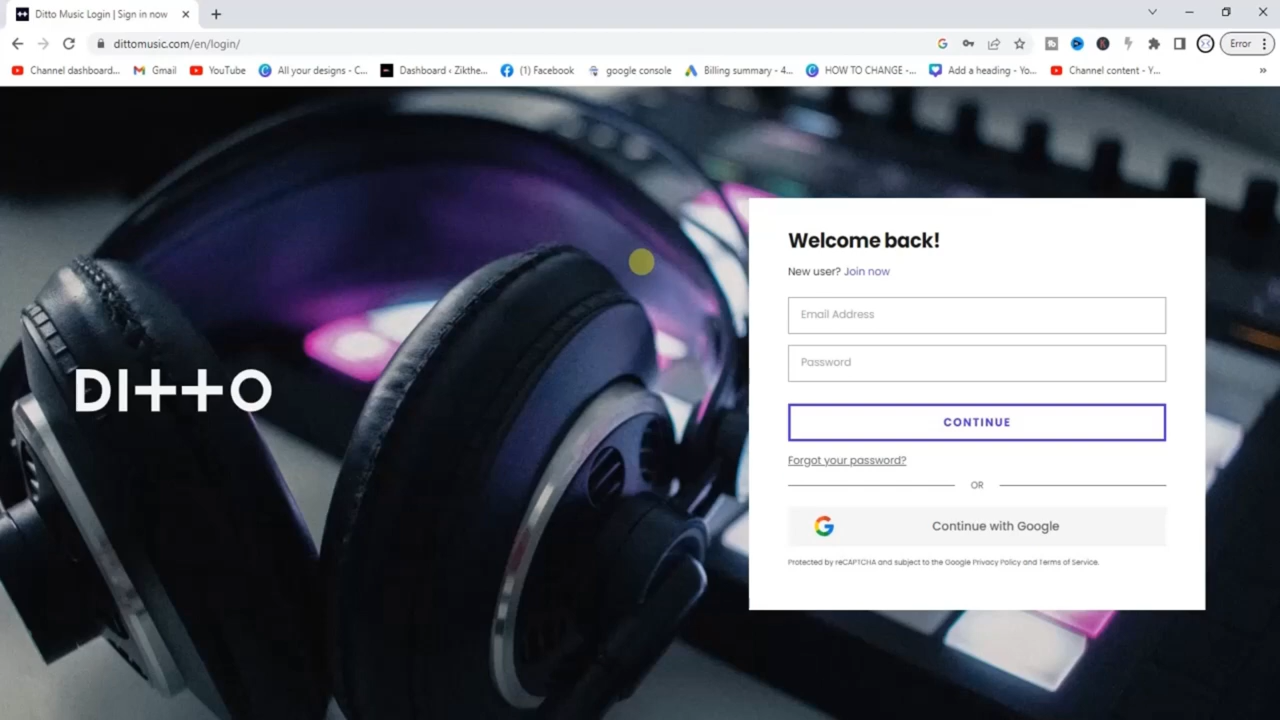 Ditto Music Login | Sign in now
dittomusic.com/en/login/
Error
Channel dashboard...
Gmail
YouTube
All your designs - C...
Dashboard ‹ Zikthe...
(1) Facebook
google console
Billing summary - 4...
HOW TO CHANGE -...
Add a heading - Yo...
Channel content - Y...
»
Welcome back!
New user? Join now
Email Address
Password
DITTO
CONTINUE
Forgot your password?
OR
Continue with Google
Protected by reCAPTCHA and subject to the Google Privacy Policy and Terms of Service.